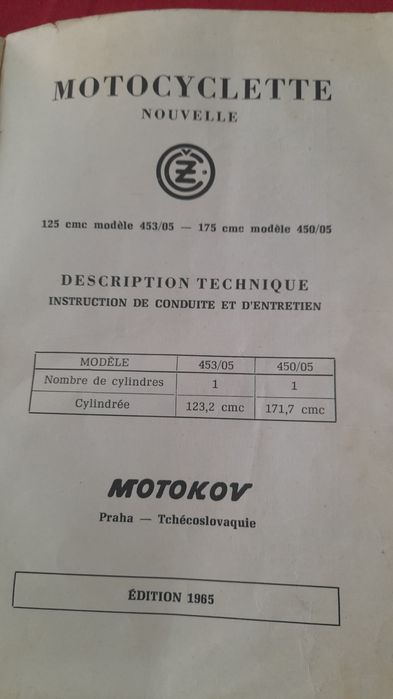 MOTOCYCLETTE
NOUVELLE
ČZ
125 cmc modèle 453/05 — 175 cmc modèle 450/05
DESCRIPTION TECHNIQUE
INSTRUCTION DE CONDUITE ET D'ENTRETIEN
MODÈLE 453/05 450/05
Nombre de cylindres 1 1
Cylindrée 123,2 cmc 171,7 cmc
MOTOKOV
Praha — Tchécoslovaquie
ÉDITION 1965